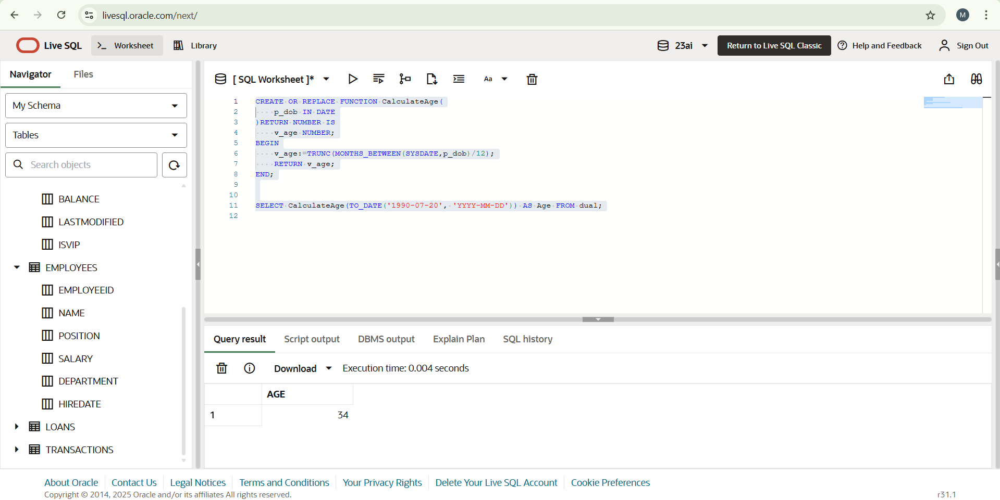 livesql.oracle.com/next/
M
Live SQL
Worksheet
Library
23ai
Return to Live SQL Classic
Help and Feedback
Sign Out
Navigator
Files
My Schema
Tables
Search objects
BALANCE
LASTMODIFIED
ISVIP
EMPLOYEES
EMPLOYEEID
NAME
POSITION
SALARY
DEPARTMENT
HIREDATE
LOANS
TRANSACTIONS
[ SQL Worksheet ]*
Aa
1 CREATE OR REPLACE FUNCTION CalculateAge(
2     p_dob IN DATE
3 )RETURN NUMBER IS
4     v_age NUMBER;
5 BEGIN
6     v_age:=TRUNC(MONTHS_BETWEEN(SYSDATE,p_dob)/12);
7     RETURN v_age;
8 END;
9
10
11 SELECT CalculateAge(TO_DATE('1990-07-20', 'YYYY-MM-DD')) AS Age FROM dual;
12
Query result
Script output
DBMS output
Explain Plan
SQL history
Download
Execution time: 0.004 seconds
AGE
1 34
About Oracle
Contact Us
Legal Notices
Terms and Conditions
Your Privacy Rights
Delete Your Live SQL Account
Cookie Preferences
Copyright © 2014, 2025 Oracle and/or its affiliates All rights reserved.
r31.1